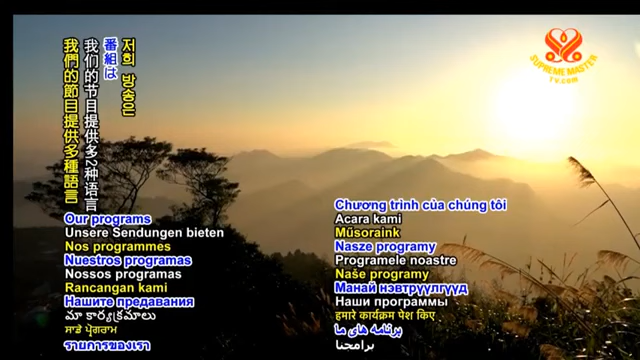 저희 방송은
番組は
我们的节目提供多2种语言
我們的節目提供多種語言
SUPREME MASTER
TV.com
Our programs
Unsere Sendungen bieten
Nos programmes
Nuestros programas
Nossos programas
Rancangan kami
Нашите предавания
మా కార్యక్రమాలు
ਸਾਡੇ ਪ੍ਰੋਗਰਾਮ
รายการของเรา
Chương trình của chúng tôi
Acara kami
Műsoraink
Nasze programy
Programele noastre
Naše programy
Манай нэвтрүүлгүүд
Наши программы
हमारे कार्यक्रम पेश किए
برنامه های ما
برامجنا